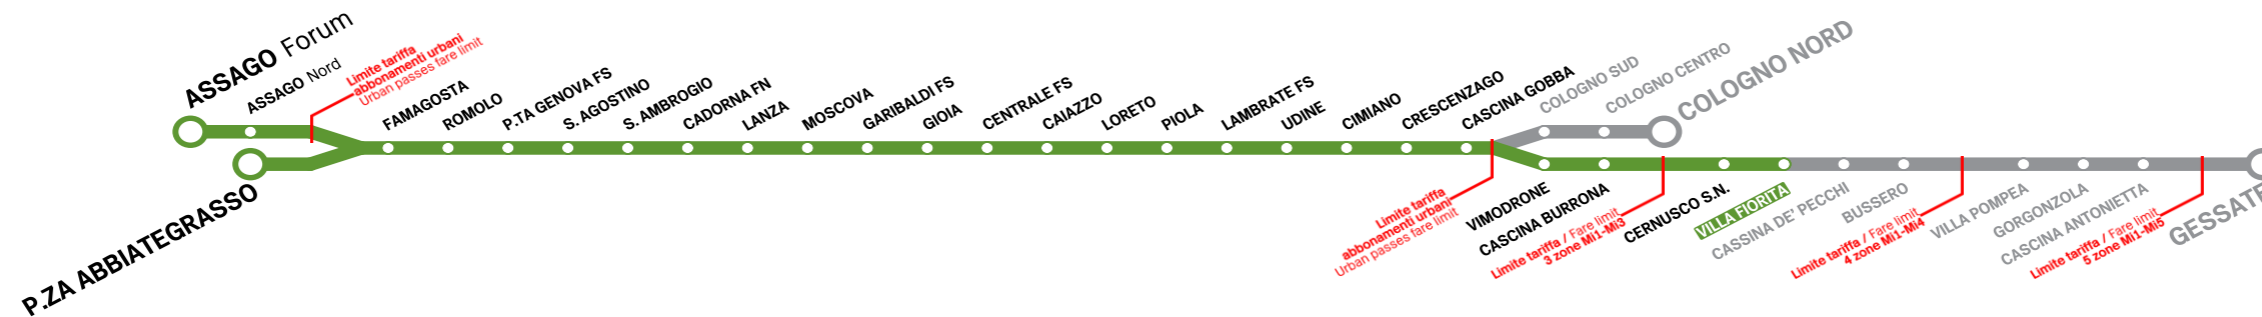 ASSAGO Forum
ASSAGO Nord
Limite tariffa
abbonamenti urbani
Urban passes fare limit
P.ZA ABBIATEGRASSO
FAMAGOSTA
ROMOLO
P.TA GENOVA FS
S. AGOSTINO
S. AMBROGIO
CADORNA FN
LANZA
MOSCOVA
GARIBALDI FS
GIOIA
CENTRALE FS
CAIAZZO
LORETO
PIOLA
LAMBRATE FS
UDINE
CIMIANO
CRESCENZAGO
CASCINA GOBBA
COLOGNO SUD
COLOGNO CENTRO
COLOGNO NORD
Limite tariffa
abbonamenti urbani
Urban passes fare limit
VIMODRONE
CASCINA BURRONA
Limite tariffa / Fare limit
3 zone Mi1-Mi3
CERNUSCO S.N.
VILLA FIORITA
CASSINA DE' PECCHI
BUSSERO
Limite tariffa / Fare limit
4 zone Mi1-Mi4
VILLA POMPEA
GORGONZOLA
CASCINA ANTONIETTA
Limite tariffa / Fare limit
5 zone Mi1-Mi5
GESSATE